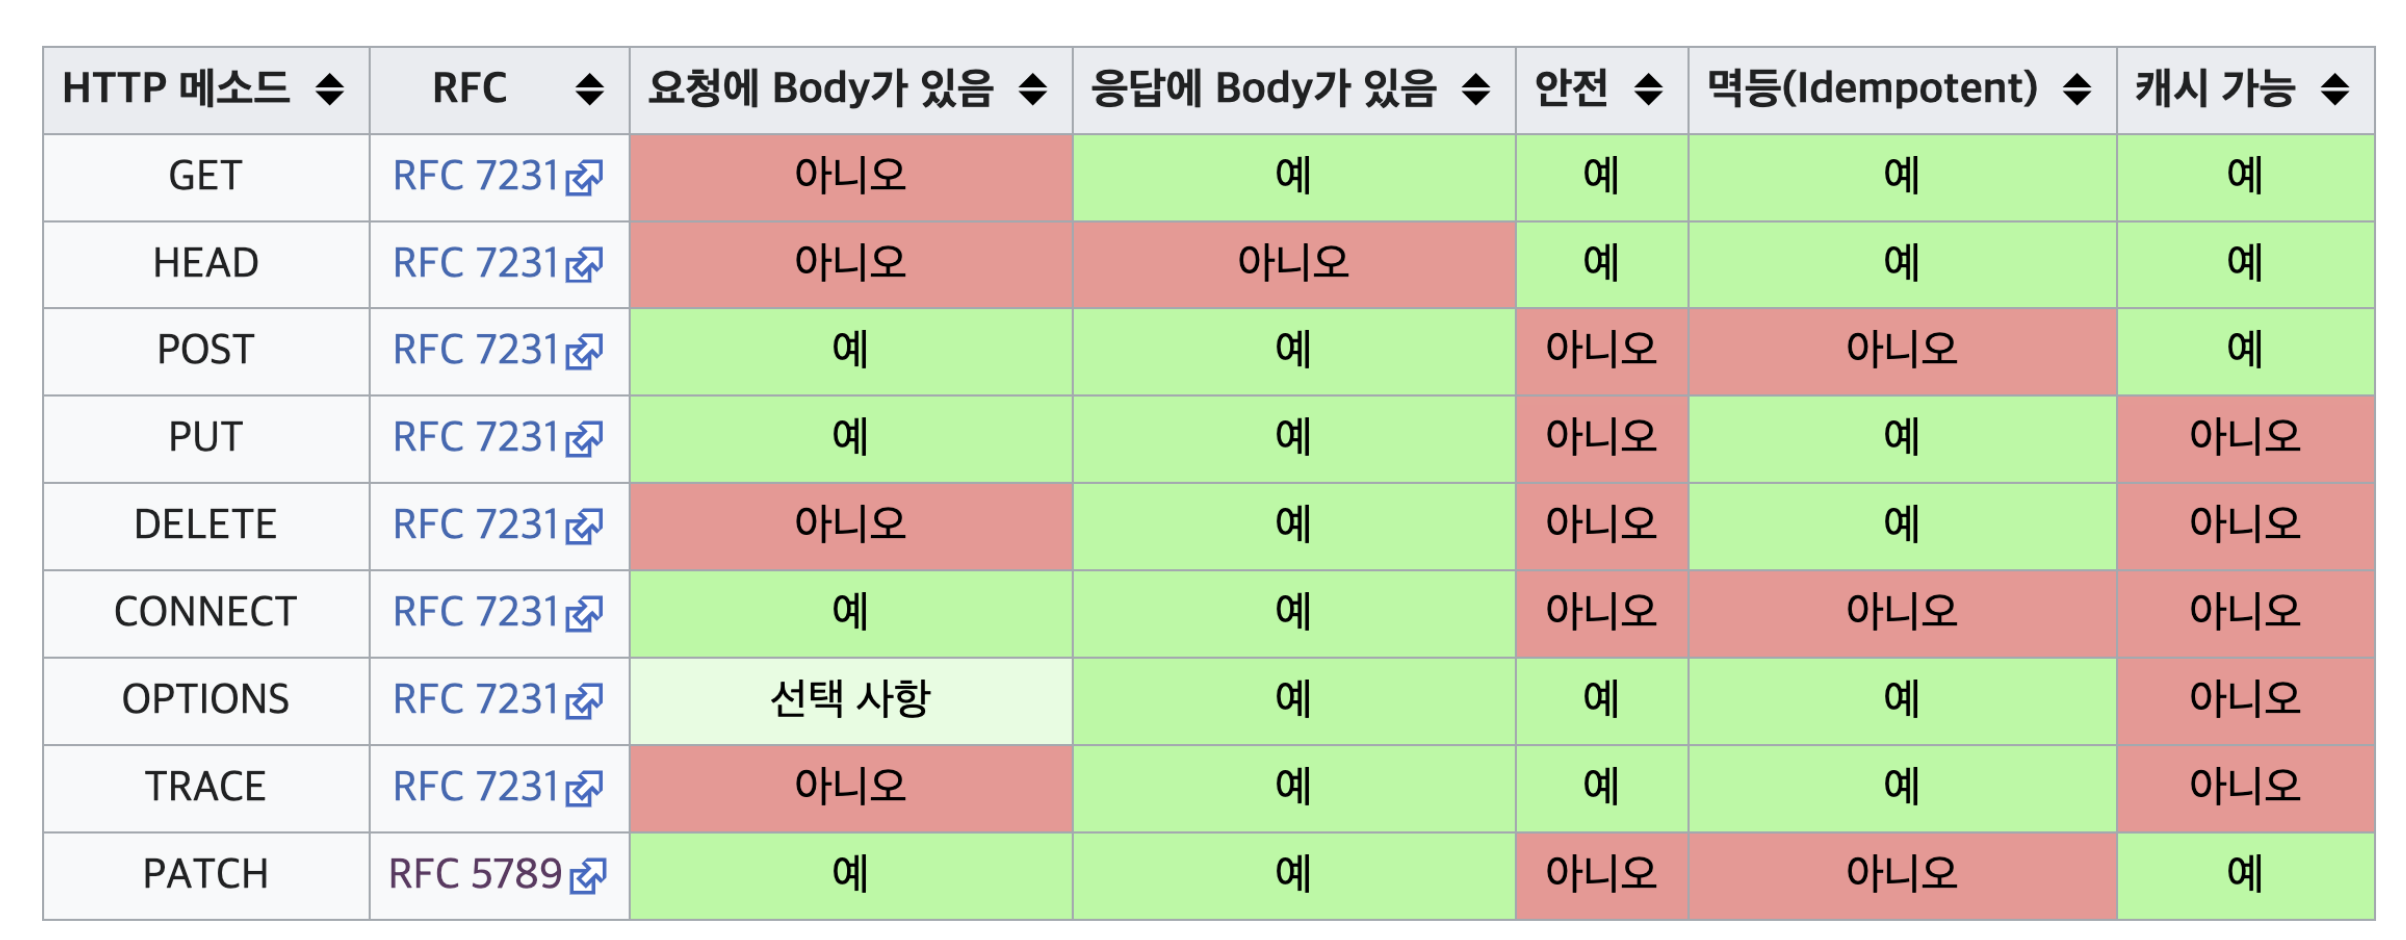 HTTP 메소드 RFC 요청에 Body가 있음 응답에 Body가 있음 안전 멱등(Idempotent) 캐시 가능
GET RFC 7231 아니오 예 예 예 예
HEAD RFC 7231 아니오 아니오 예 예 예
POST RFC 7231 예 예 아니오 아니오 예
PUT RFC 7231 예 예 아니오 예 아니오
DELETE RFC 7231 아니오 예 아니오 예 아니오
CONNECT RFC 7231 예 예 아니오 아니오 아니오
OPTIONS RFC 7231 선택 사항 예 예 예 아니오
TRACE RFC 7231 아니오 예 예 예 아니오
PATCH RFC 5789 예 예 아니오 아니오 예